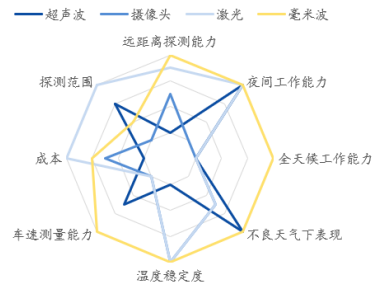 超声波 摄像头 激光 毫米波
远距离探测能力
探测范围 夜间工作能力
成本 全天候工作能力
车速测量能力 不良天气下表现
温度稳定度